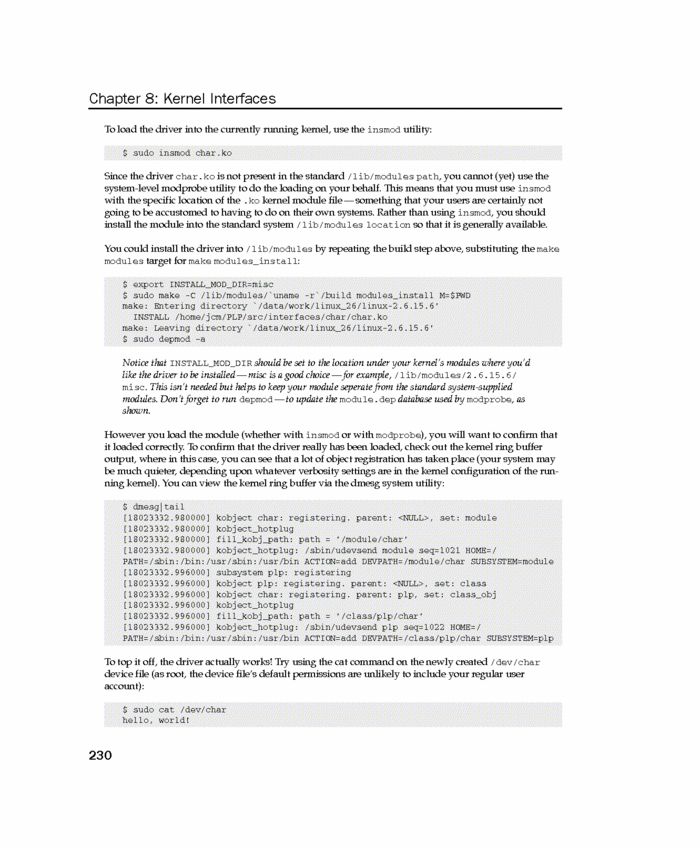 Chapter 8: Kernel Interfaces
To load the driver into the currently running kernel, use the insmod utility:
$ sudo insmod char.ko
Since the driver char.ko is not present in the standard /lib/modules path, you cannot (yet) use the
system-level modprobe utility to do the loading on your behalf. This means that you must use insmod
with the specific location of the .ko kernel module file — something that your users are certainly not
going to be accustomed to having to do on their own systems. Rather than using insmod, you should
install the module into the standard system /lib/modules location so that it is generally available.
You could install the driver into /lib/modules by repeating the build step above, substituting the make
modules target for make modules_install:
$ export INSTALL_MOD_DIR=misc
$ sudo make -C /lib/modules/`uname -r`/build modules_install M=$PWD
make: Entering directory `/data/work/linux_26/linux-2.6.15.6'
INSTALL /home/jcm/PLP/src/interfaces/char/char.ko
make: Leaving directory `/data/work/linux_26/linux-2.6.15.6'
$ sudo depmod -a
Notice that INSTALL_MOD_DIR should be set to the location under your kernel's modules where you'd
like the driver to be installed — misc is a good choice — for example, /lib/modules/2.6.15.6/
misc. This isn't needed but helps to keep your module seperate from the standard system-supplied
modules. Don't forget to run depmod — to update the module.dep database used by modprobe, as
shown.
However you load the module (whether with insmod or with modprobe), you will want to confirm that
it loaded correctly. To confirm that the driver really has been loaded, check out the kernel ring buffer
output, where in this case, you can see that a lot of object registration has taken place (your system may
be much quieter, depending upon whatever verbosity settings are in the kernel configuration of the run-
ning kernel). You can view the kernel ring buffer via the dmesg system utility:
$ dmesg|tail
[18023332.980000] kobject char: registering. parent: <NULL>, set: module
[18023332.980000] kobject_hotplug
[18023332.980000] fill_kobj_path: path = '/module/char'
[18023332.980000] kobject_hotplug: /sbin/udevsend module seq=1021 HOME=/
PATH=/sbin:/bin:/usr/sbin:/usr/bin ACTION=add DEVPATH=/module/char SUBSYSTEM=module
[18023332.996000] subsystem plp: registering
[18023332.996000] kobject plp: registering. parent: <NULL>, set: class
[18023332.996000] kobject char: registering. parent: plp, set: class_obj
[18023332.996000] kobject_hotplug
[18023332.996000] fill_kobj_path: path = '/class/plp/char'
[18023332.996000] kobject_hotplug: /sbin/udevsend plp seq=1022 HOME=/
PATH=/sbin:/bin:/usr/sbin:/usr/bin ACTION=add DEVPATH=/class/plp/char SUBSYSTEM=plp
To top it off, the driver actually works! Try using the cat command on the newly created /dev/char
device file (as root, the device file's default permissions are unlikely to include your regular user
account):
$ sudo cat /dev/char
hello, world!
230